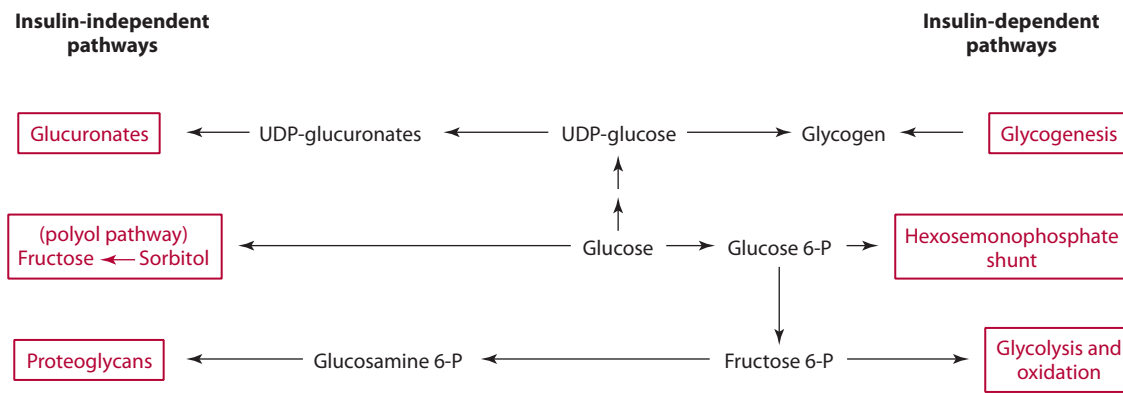 Insulin-independent
pathways
Insulin-dependent
pathways
Glucuronates
UDP-glucuronates
UDP-glucose
Glycogen
Glycogenesis
(polyol pathway)
Fructose Sorbitol
Glucose
Glucose 6-P
Hexosemonophosphate
shunt
Proteoglycans
Glucosamine 6-P
Fructose 6-P
Glycolysis and
oxidation